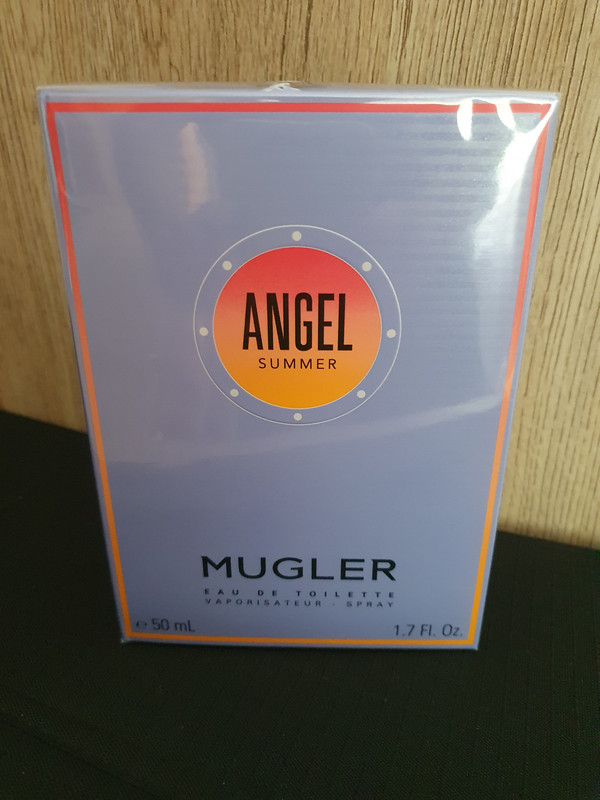 ANGEL
SUMMER
MUGLER
EAU DE TOILETTE
VAPORISATEUR · SPRAY
℮ 50 mL 1.7 Fl. Oz.